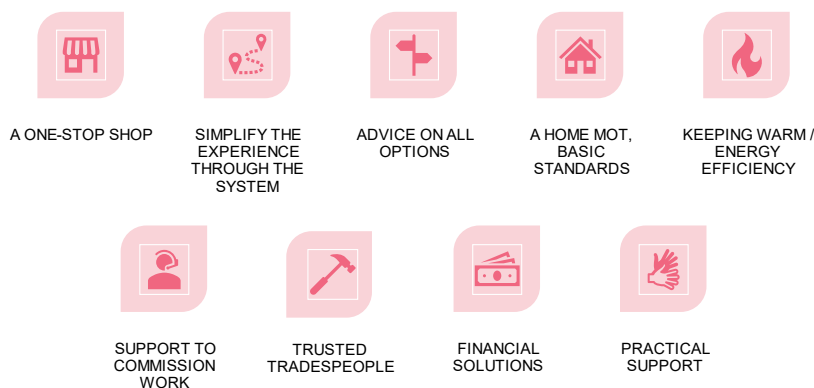 A ONE-STOP SHOP
SIMPLIFY THE
EXPERIENCE
THROUGH THE
SYSTEM
ADVICE ON ALL
OPTIONS
A HOME MOT,
BASIC
STANDARDS
KEEPING WARM /
ENERGY
EFFICIENCY
SUPPORT TO
COMMISSION
WORK
TRUSTED
TRADESPEOPLE
FINANCIAL
SOLUTIONS
PRACTICAL
SUPPORT